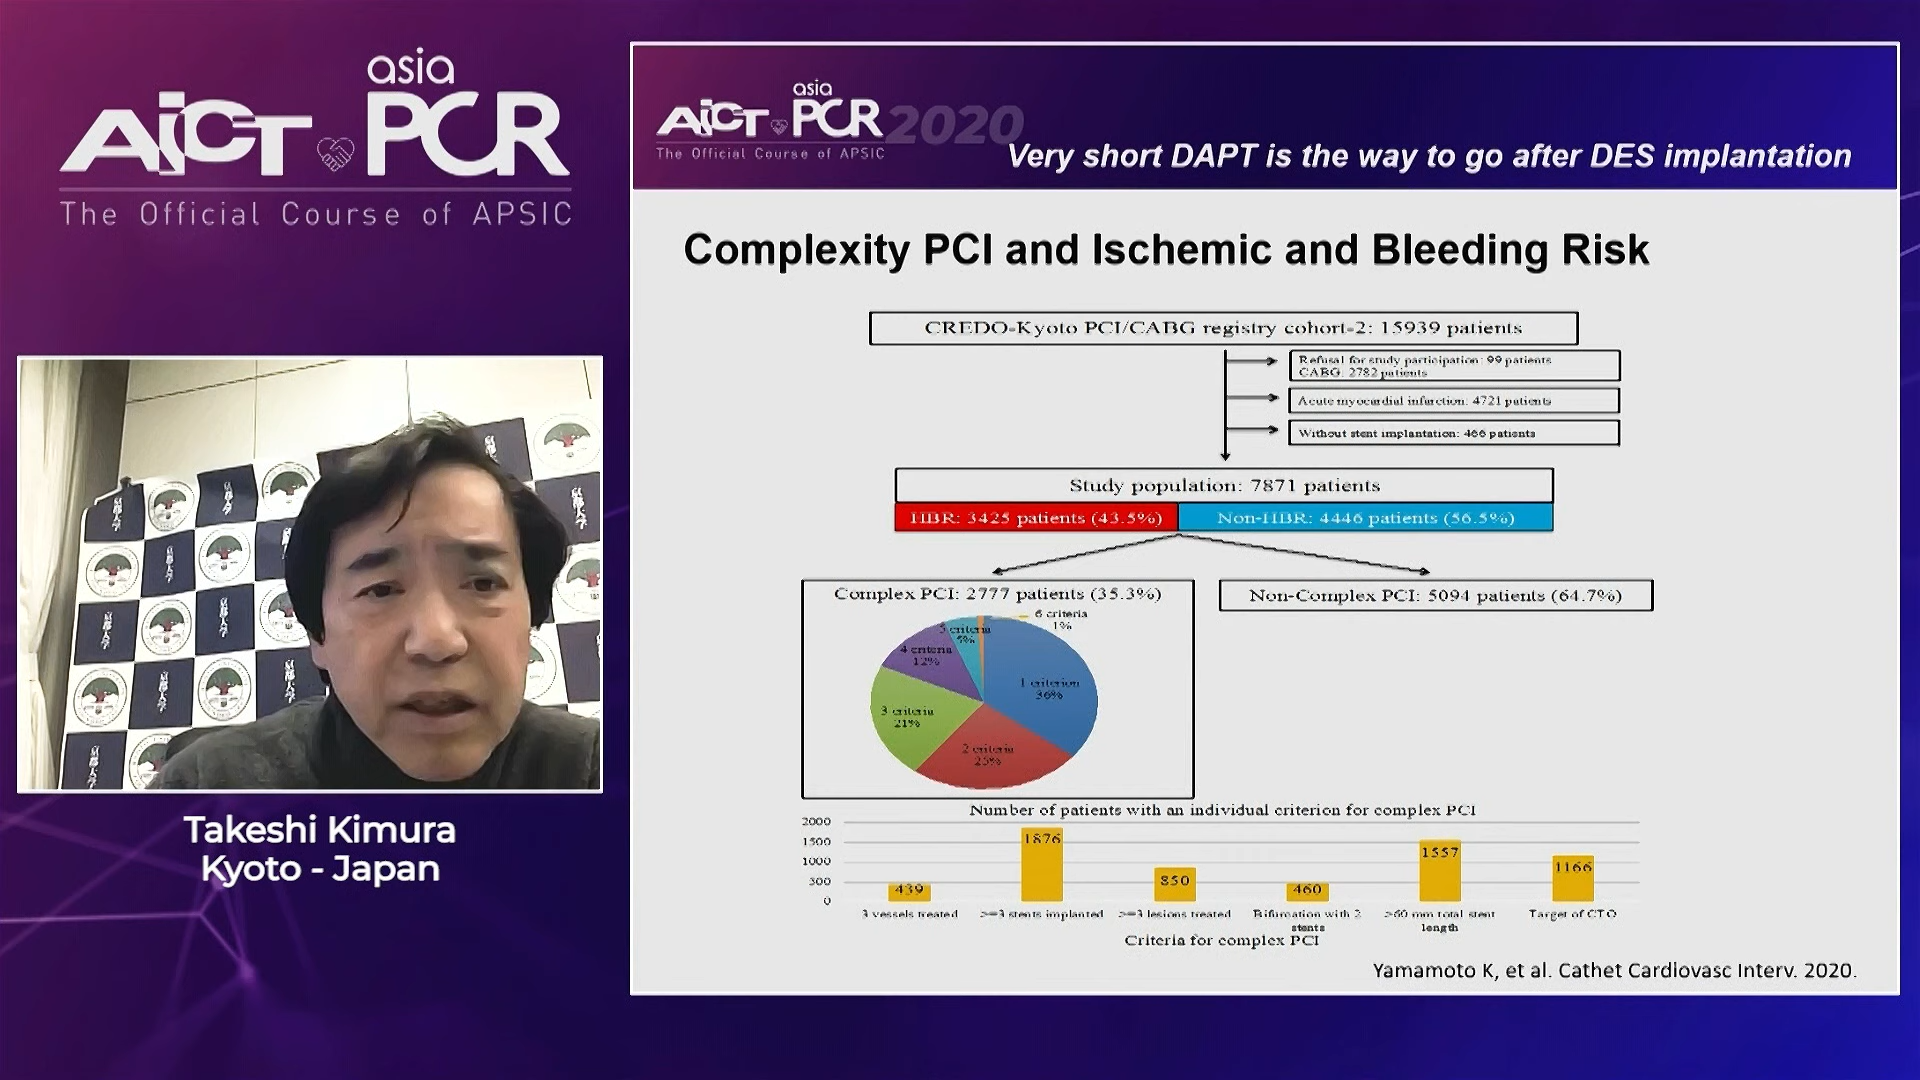 asia
AICT PCR
The Official Course of APSIC
Takeshi Kimura
Kyoto - Japan
asia
AICT PCR 2020
The Official Course of APSIC
Very short DAPT is the way to go after DES implantation
Complexity PCI and Ischemic and Bleeding Risk
CREDO-Kyoto PCI/CABG registry cohort-2: 15939 patients
Refusal for study participation: 99 patients
CABG: 2782 patients
Acute myocardial infarction: 4721 patients
Without stent implantation: 466 patients
Study population: 7871 patients
HBR: 3425 patients (43.5%)
Non-HBR: 4446 patients (56.5%)
Complex PCI: 2777 patients (35.3%)
Non-Complex PCI: 5094 patients (64.7%)
6 criteria
1%
5 criteria
5%
4 criteria
12%
1 criterion
36%
3 criteria
21%
2 criteria
25%
Number of patients with an individual criterion for complex PCI
2000
1500
1000
500
0
439
1876
850
460
1557
1166
3 vessels treated
>=3 stents implanted
>=3 lesions treated
Bifurcation with 2
stents
>60 mm total stent
length
Target of CTO
Criteria for complex PCI
Yamamoto K, et al. Cathet Cardiovasc Interv. 2020.